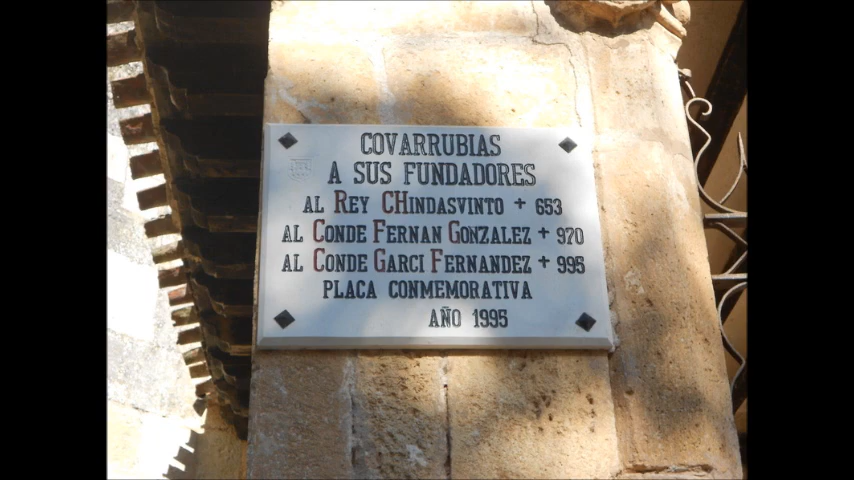 COVARRUBIAS
A SUS FUNDADORES
AL REY CHINDASVINTO + 653
AL CONDE FERNAN GONZALEZ + 970
AL CONDE GARCI FERNANDEZ + 995
PLACA CONMEMORATIVA
AÑO 1995